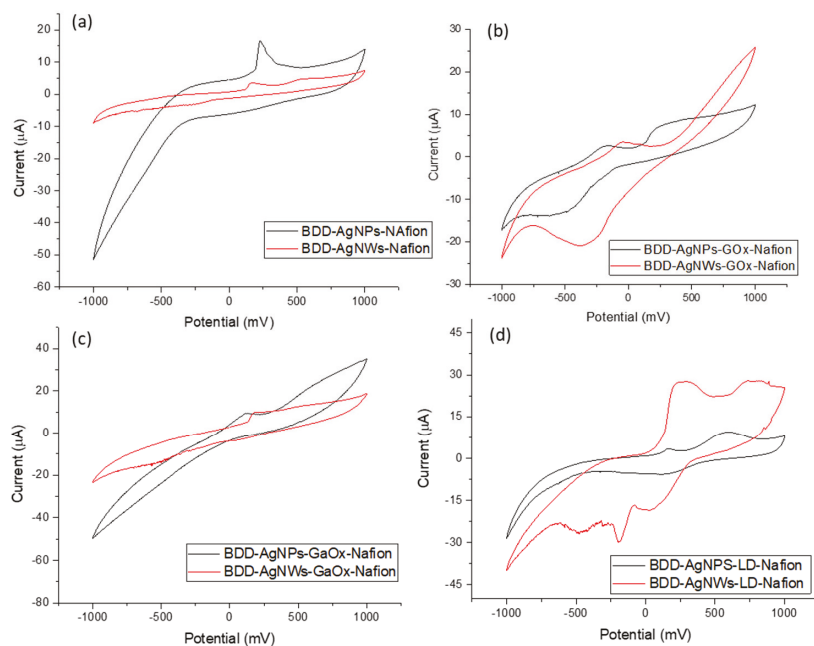 (a)
20
10
0
-10
-20
-30
-40
-50
-60
Current (μA)
BDD-AgNPs-NAfion
BDD-AgNWs-Nafion
-1000 -500 0 500 1000
Potential (mV)
(b)
30
20
10
0
-10
-20
-30
Current (μA)
BDD-AgNPs-GOx-Nafion
BDD-AgNWs-GOx-Nafion
-1000 -500 0 500 1000
Potential (mV)
(c)
40
20
0
-20
-40
-60
-80
Current (μA)
BDD-AgNPs-GaOx-Nafion
BDD-AgNWs-GaOx-Nafion
-1000 -500 0 500 1000
Potential (mV)
(d)
45
30
15
0
-15
-30
-45
Current (μA)
BDD-AgNPS-LD-Nafion
BDD-AgNWs-LD-Nafion
-1000 -500 0 500 1000
Potential (mV)